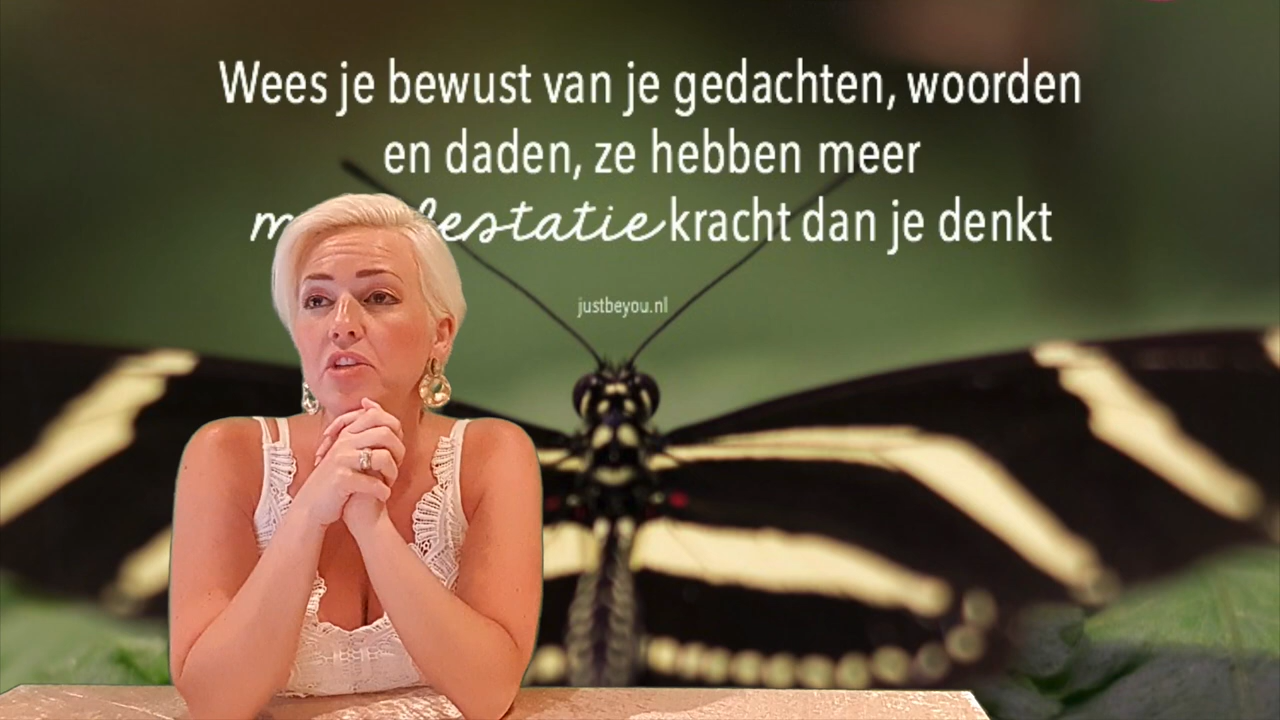 Wees je bewust van je gedachten, woorden
en daden, ze hebben meer
kracht dan je denkt
justbeyou.nl